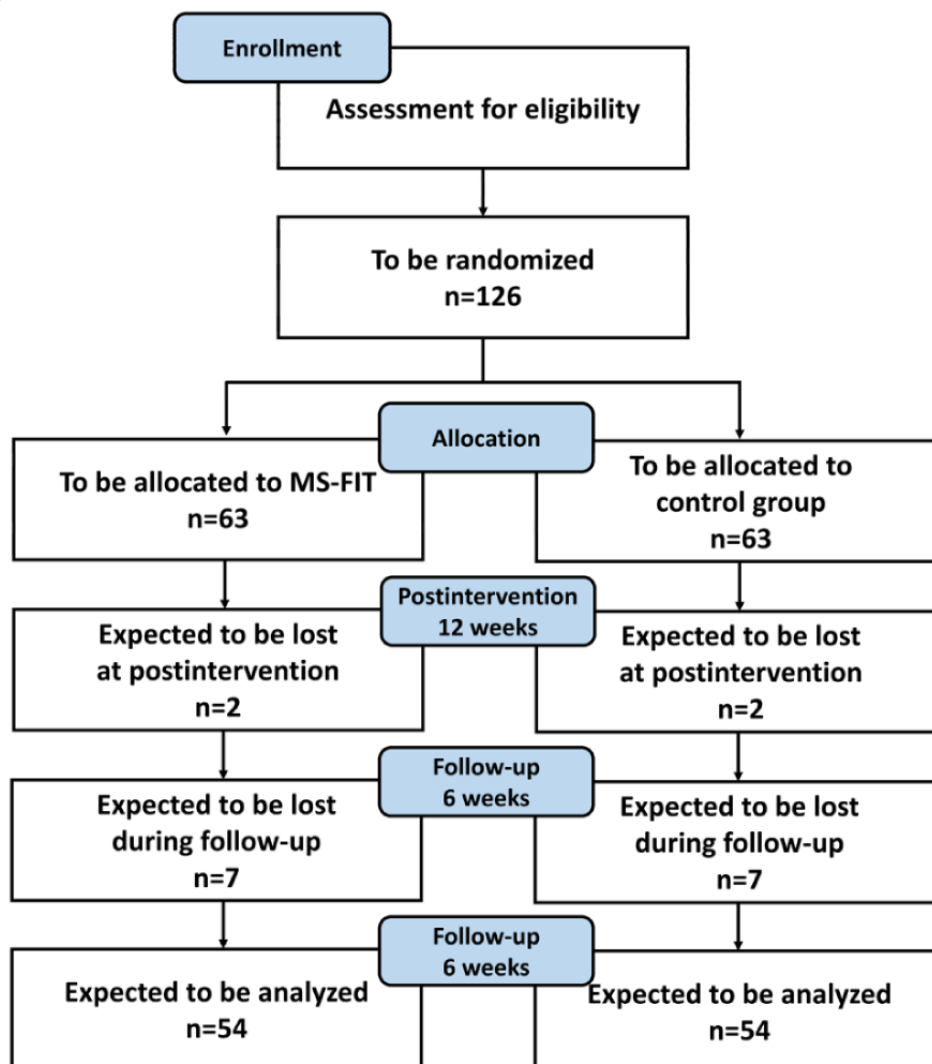 Enrollment
Assessment for eligibility
To be randomized
n=126
Allocation
To be allocated to MS-FIT
n=63
To be allocated to
control group
n=63
Postintervention
12 weeks
Expected to be lost
at postintervention
n=2
Expected to be lost
at postintervention
n=2
Follow-up
6 weeks
Expected to be lost
during follow-up
n=7
Expected to be lost
during follow-up
n=7
Follow-up
6 weeks
Expected to be analyzed
n=54
Expected to be analyzed
n=54